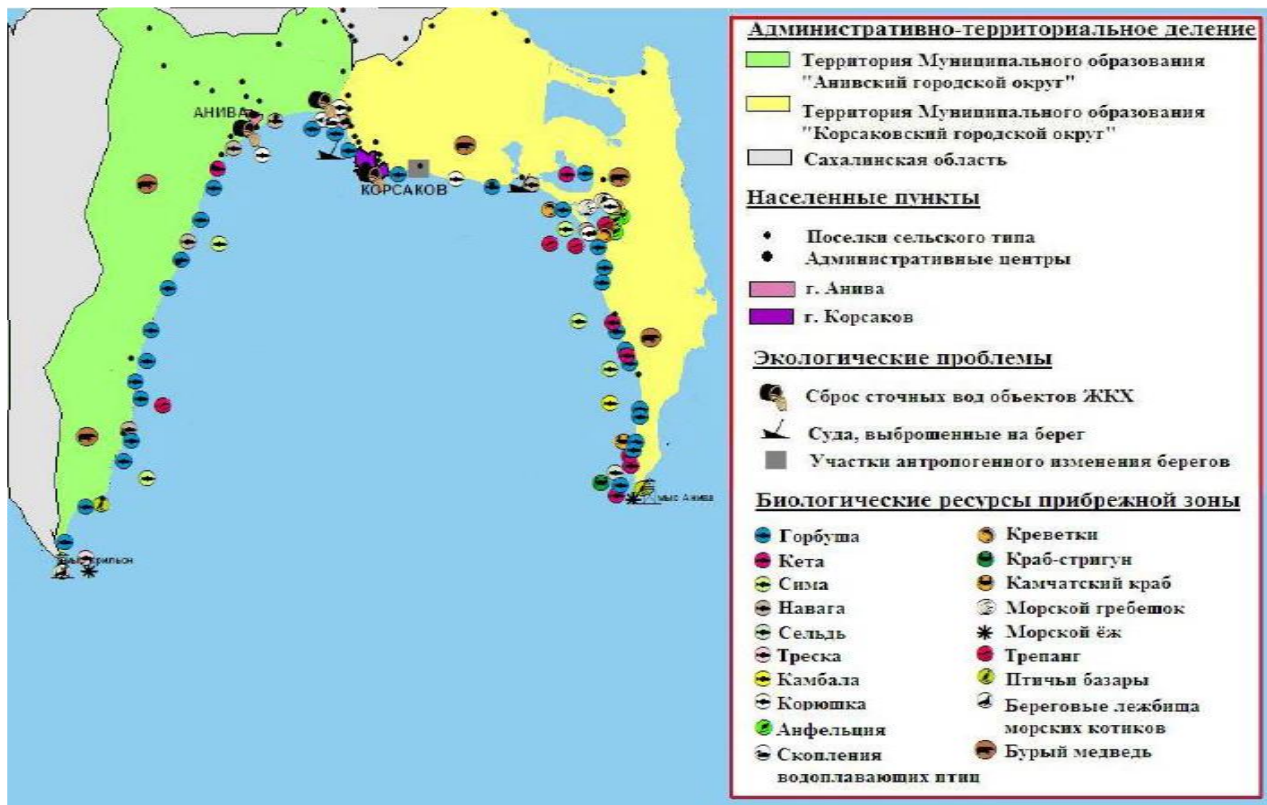 АНИВА
КОРСАКОВ
мыс Анива
Административно-территориальное деление
Территория Муниципального образования
"Анивский городской округ"
Территория Муниципального образования
"Корсаковский городской округ"
Сахалинская область
Населенные пункты
Поселки сельского типа
Административные центры
г. Анива
г. Корсаков
Экологические проблемы
Сброс сточных вод объектов ЖКХ
Суда, выброшенные на берег
Участки антропогенного изменения берегов
Биологические ресурсы прибрежной зоны
Горбуша
Кета
Сима
Навага
Сельдь
Треска
Камбала
Корюшка
Анфельция
Скопления
водоплавающих птиц
Креветки
Краб-стригун
Камчатский краб
Морской гребешок
Морской ёж
Трепанг
Птичьи базары
Береговые лежбища
морских котиков
Бурый медведь